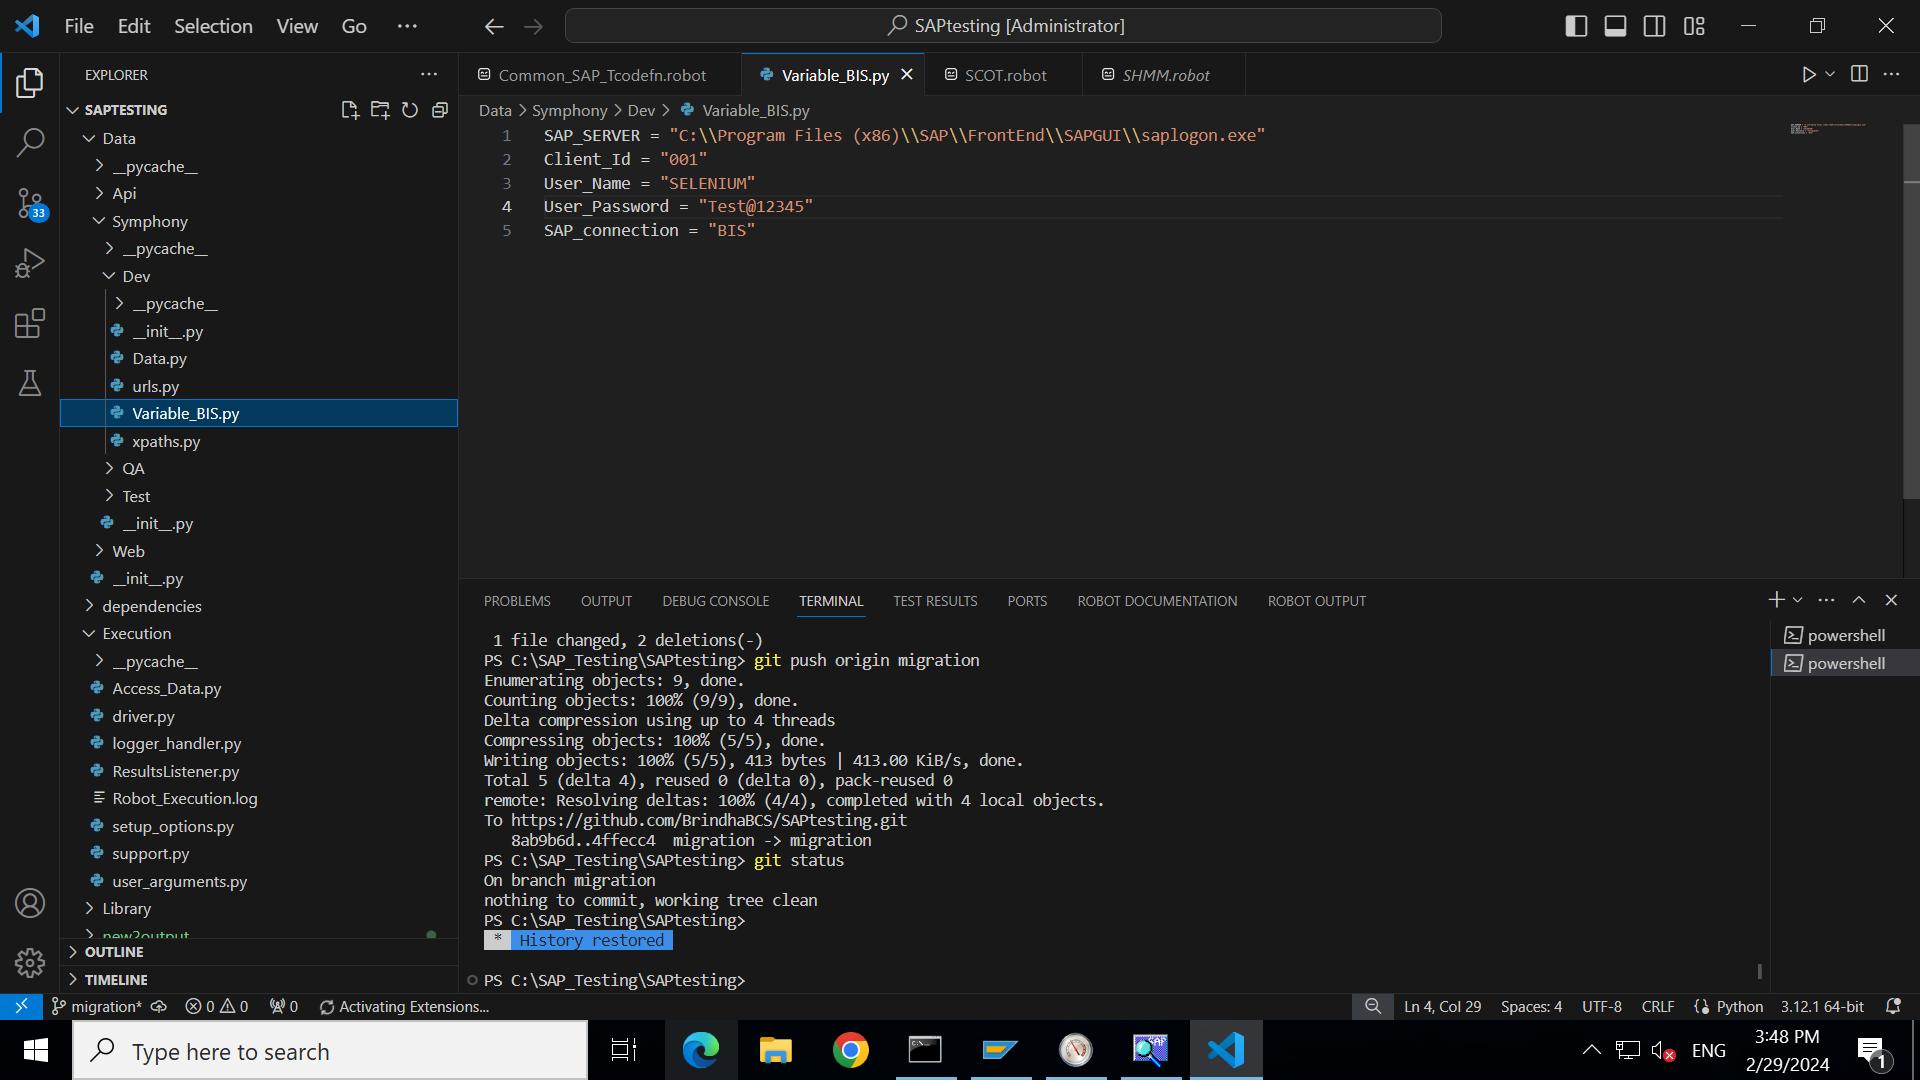 File Edit Selection View Go
SAPtesting [Administrator]
EXPLORER
SAPTESTING
Data
__pycache__
Api
Symphony
__pycache__
Dev
__pycache__
__init__.py
Data.py
urls.py
Variable_BIS.py
xpaths.py
QA
Test
__init__.py
Web
__init__.py
dependencies
Execution
__pycache__
Access_Data.py
driver.py
logger_handler.py
ResultsListener.py
Robot_Execution.log
setup_options.py
support.py
user_arguments.py
Library
new2output
OUTLINE
TIMELINE
33
Common_SAP_Tcodefn.robot Variable_BIS.py SCOT.robot SHMM.robot
Data > Symphony > Dev > Variable_BIS.py
1 SAP_SERVER = "C:\\Program Files (x86)\\SAP\\FrontEnd\\SAPGUI\\saplogon.exe"
2 Client_Id = "001"
3 User_Name = "SELENIUM"
4 User_Password = "Test@12345"
5 SAP_connection = "BIS"
PROBLEMS OUTPUT DEBUG CONSOLE TERMINAL TEST RESULTS PORTS ROBOT DOCUMENTATION ROBOT OUTPUT
1 file changed, 2 deletions(-)
PS C:\SAP_Testing\SAPtesting> git push origin migration
Enumerating objects: 9, done.
Counting objects: 100% (9/9), done.
Delta compression using up to 4 threads
Compressing objects: 100% (5/5), done.
Writing objects: 100% (5/5), 413 bytes | 413.00 KiB/s, done.
Total 5 (delta 4), reused 0 (delta 0), pack-reused 0
remote: Resolving deltas: 100% (4/4), completed with 4 local objects.
To https://github.com/BrindhaBCS/SAPtesting.git
8ab9b6d..4ffecc4 migration -> migration
PS C:\SAP_Testing\SAPtesting> git status
On branch migration
nothing to commit, working tree clean
PS C:\SAP_Testing\SAPtesting>
* History restored
PS C:\SAP_Testing\SAPtesting>
powershell
powershell
migration* 0 0 0 Activating Extensions...
Ln 4, Col 29 Spaces: 4 UTF-8 CRLF Python 3.12.1 64-bit
Type here to search
ENG
3:48 PM
2/29/2024
1